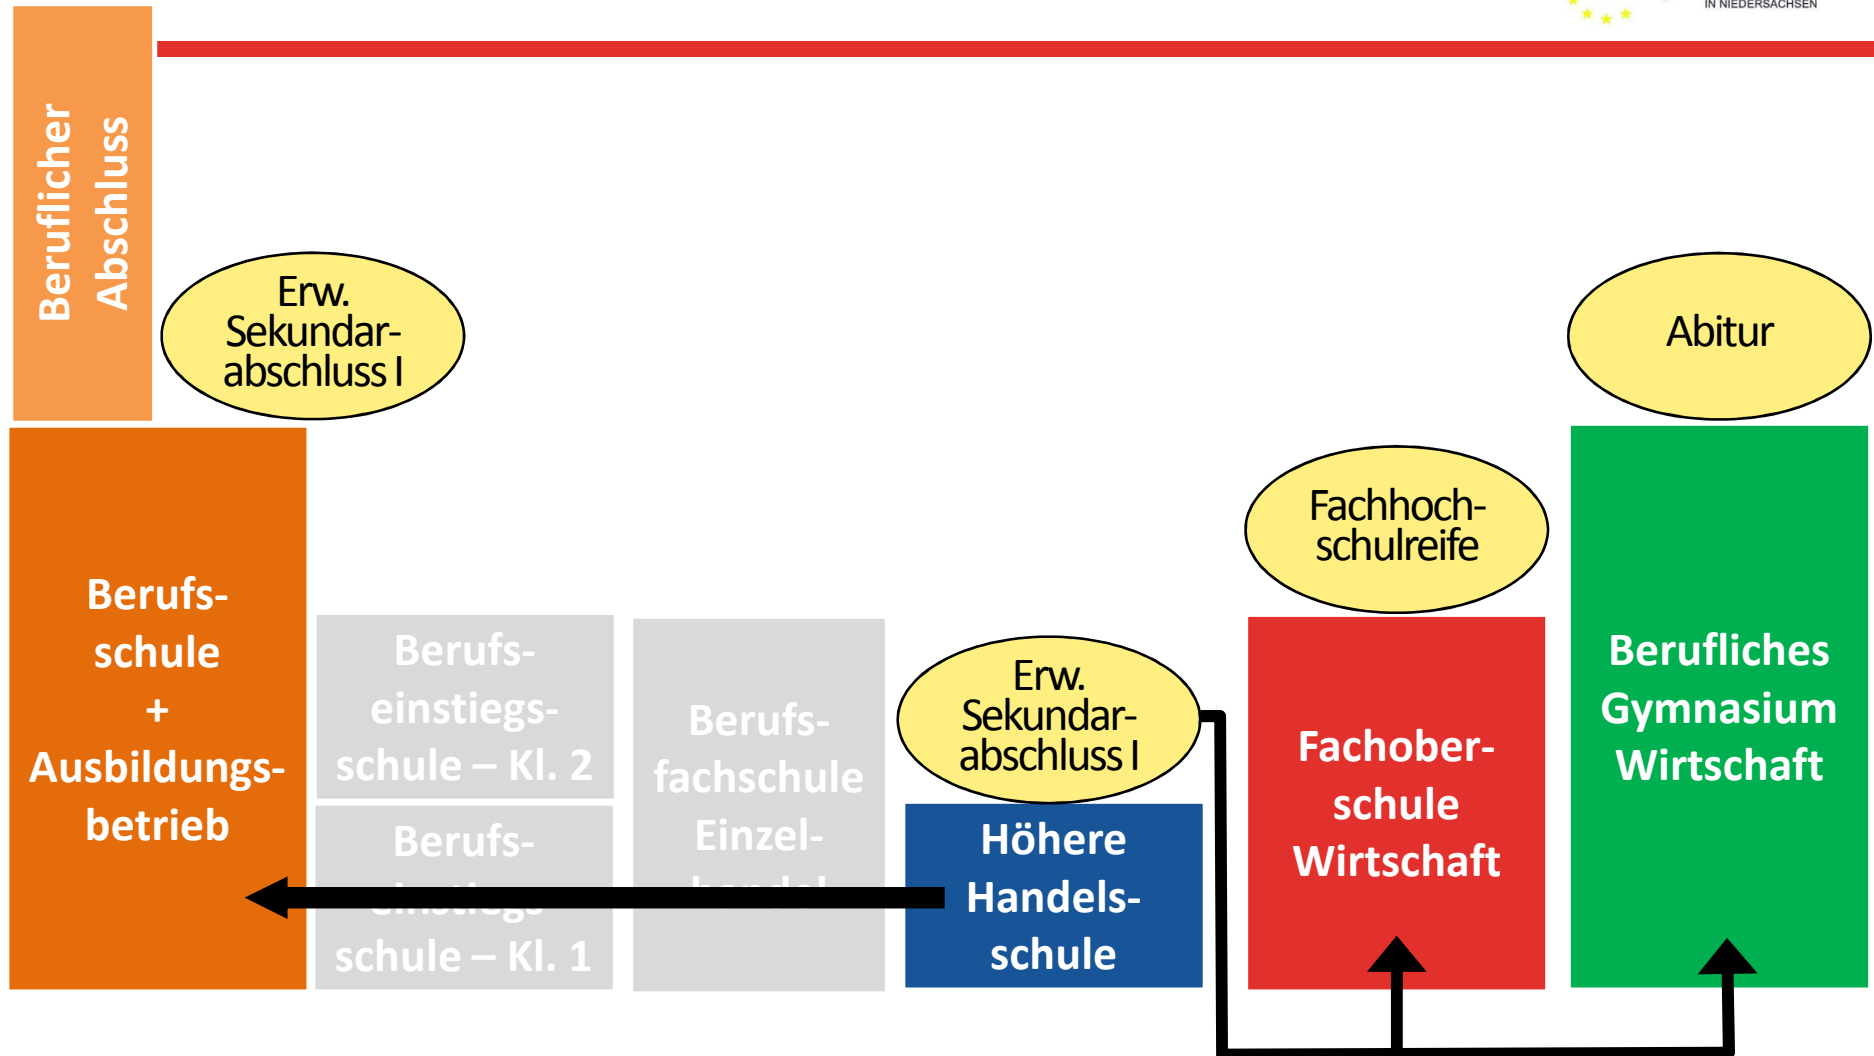 IN NIEDERSACHSEN
Beruflicher
Abschluss
Erw.
Sekundar-
abschluss I
Abitur
Fachhoch-
schulreife
Berufs-
schule
+
Ausbildungs-
betrieb
Berufs-
einstiegs-
schule – Kl. 2
Berufs-
einstiegs
schule – Kl. 1
Berufs-
fachschule
Einzel-
handel
Erw.
Sekundar-
abschluss I
Höhere
Handels-
schule
Fachober-
schule
Wirtschaft
Berufliches
Gymnasium
Wirtschaft